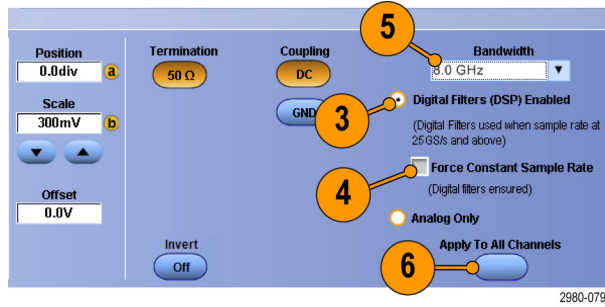 5
Position
Termination
Coupling
Bandwidth
0.0div
a
50 Ω
DC
8.0 GHz
Scale
300mV
b
GND
3
Digital Filters (DSP) Enabled
(Digital Filters used when sample rate at
25GS/s and above)
4
Force Constant Sample Rate
(Digital filters ensured)
Offset
0.0V
Analog Only
Invert
Off
Apply To All Channels
6
2980-079